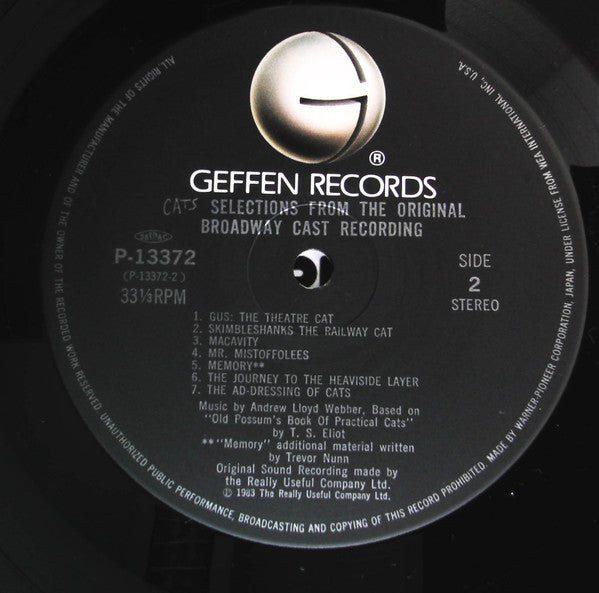 GEFFEN RECORDS
®
CATS SELECTIONS FROM THE ORIGINAL
BROADWAY CAST RECORDING
JASRAC
P-13372
(P-13372-2)
33⅓RPM
SIDE
2
STEREO
1. GUS: THE THEATRE CAT
2. SKIMBLESHANKS THE RAILWAY CAT
3. MACAVITY
4. MR. MISTOFFOLEES
5. MEMORY**
6. THE JOURNEY TO THE HEAVISIDE LAYER
7. THE AD-DRESSING OF CATS
Music by Andrew Lloyd Webber, Based on
"Old Possum's Book Of Practical Cats"
by T. S. Eliot
**"Memory" additional material written
by Trevor Nunn
Original Sound Recording made by
the Really Useful Company Ltd.
℗ 1983 The Really Useful Company Ltd.
ALL RIGHTS OF THE MANUFACTURER AND OF THE OWNER OF THE RECORDED WORK RESERVED. UNAUTHORIZED PUBLIC PERFORMANCE, BROADCASTING AND COPYING OF THIS RECORD PROHIBITED. MADE BY WARNER-PIONEER CORPORATION, JAPAN, UNDER LICENSE FROM WEA INTERNATIONAL INC, U.S.A.